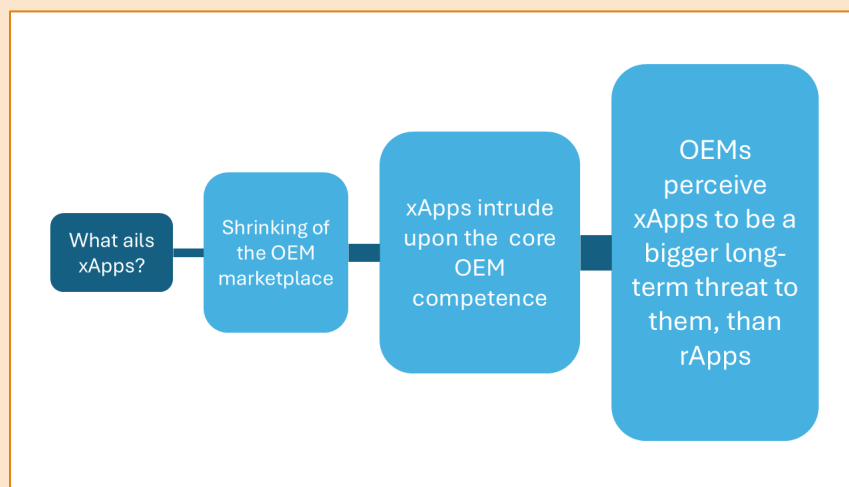 What ails
xApps?
Shrinking of
the OEM
marketplace
xApps intrude
upon the core
OEM
competence
OEMs
perceive
xApps to be a
bigger long-
term threat to
them, than
rApps